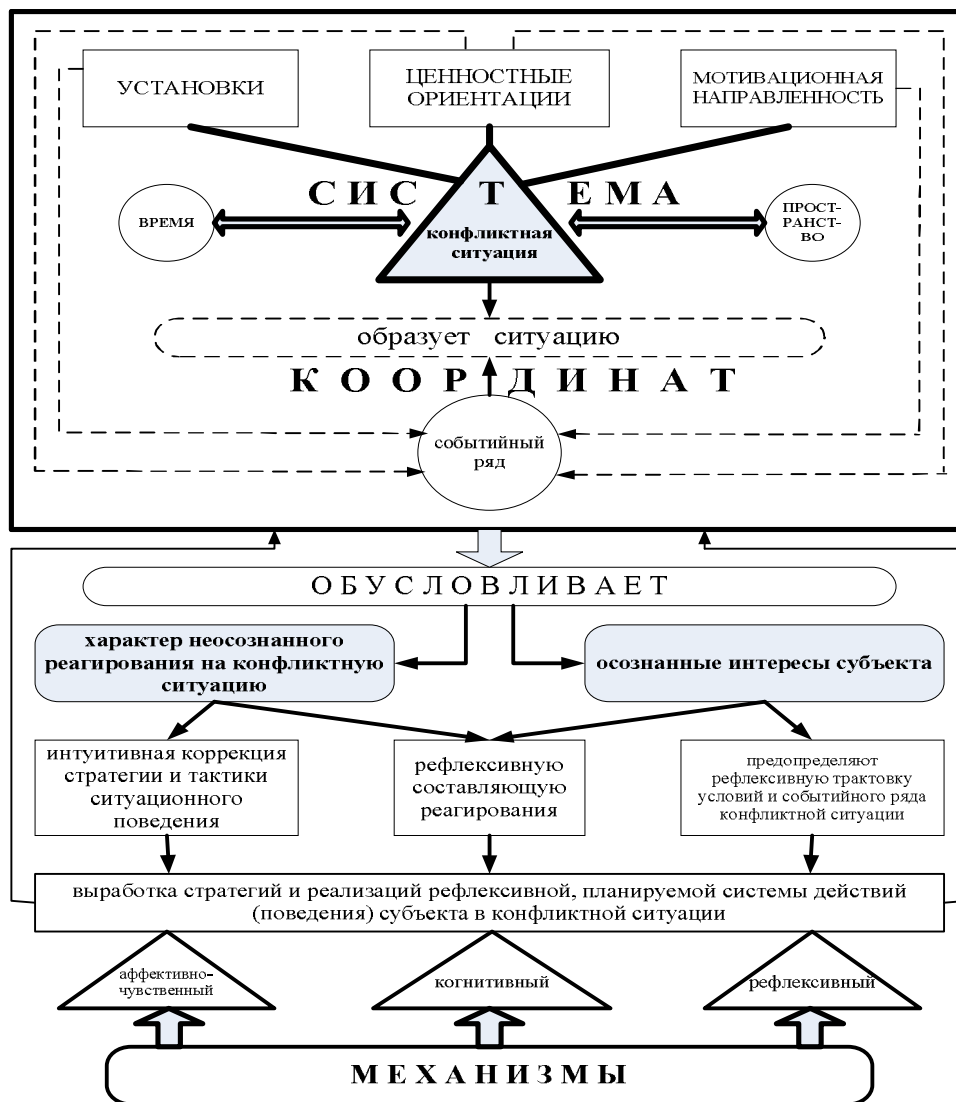 УСТАНОВКИ
ЦЕННОСТНЫЕ
ОРИЕНТАЦИИ
МОТИВАЦИОННАЯ
НАПРАВЛЕННОСТЬ
С И С Т Е М А
ВРЕМЯ
конфликтная
ситуация
ПРОСТ-
РАНСТ-
ВО
образует ситуацию
К О О Р Д И Н А Т
событийный
ряд
О Б У С Л О В Л И В А Е Т
характер неосознанного
реагирования на конфликтную
ситуацию
осознанные интересы субъекта
интуитивная коррекция
стратегии и тактики
ситуационного
поведения
рефлексивную
составляющую
реагирования
предопределяют
рефлексивную трактовку
условий и событийного ряда
конфликтной ситуации
выработка стратегий и реализаций рефлексивной, планируемой системы действий
(поведения) субъекта в конфликтной ситуации
аффективно-
чувственный
когнитивный
рефлексивный
М Е Х А Н И З М Ы